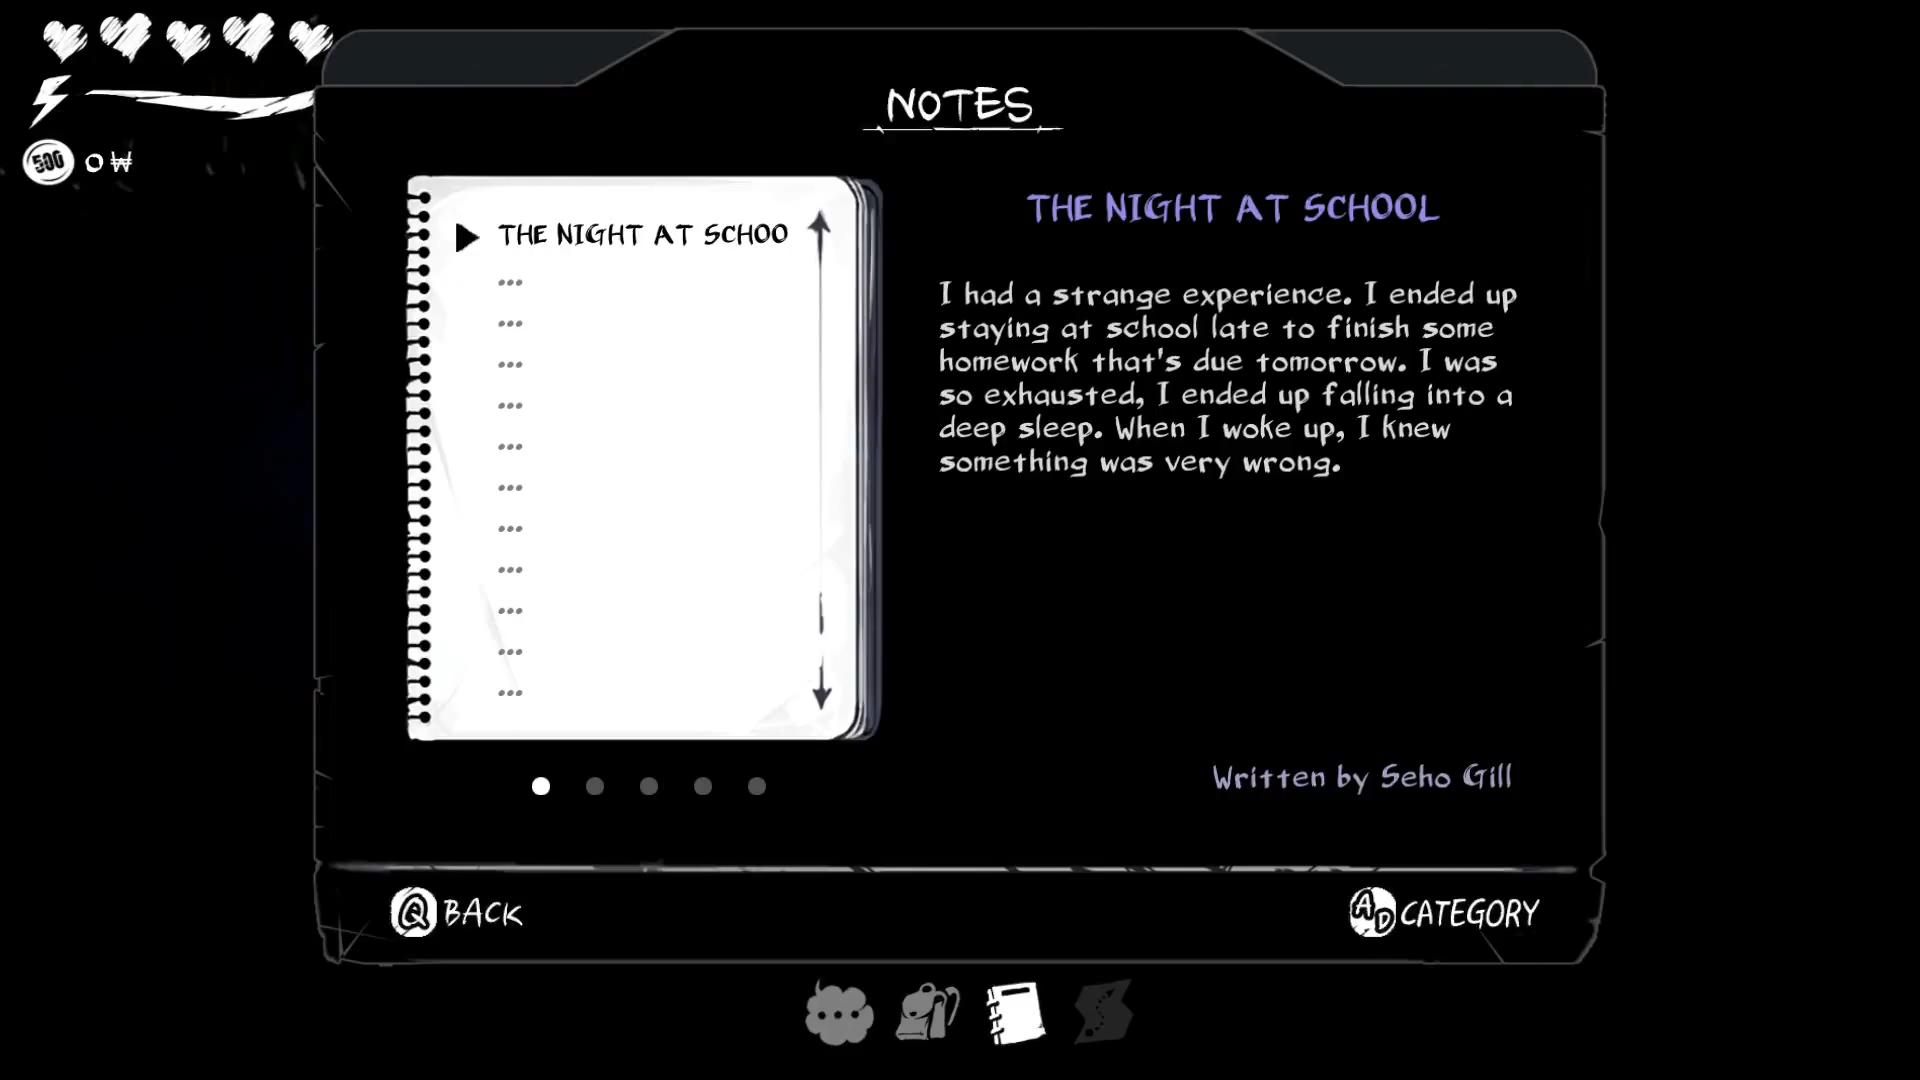 500 0 ₩
NOTES
THE NIGHT AT SCHOO
...
...
...
...
...
...
...
...
...
...
...
THE NIGHT AT SCHOOL
I had a strange experience. I ended up
staying at school late to finish some
homework that's due tomorrow. I was
so exhausted, I ended up falling into a
deep sleep. When I woke up, I knew
something was very wrong.
Written by Seho Gill
Q BACK
A D CATEGORY